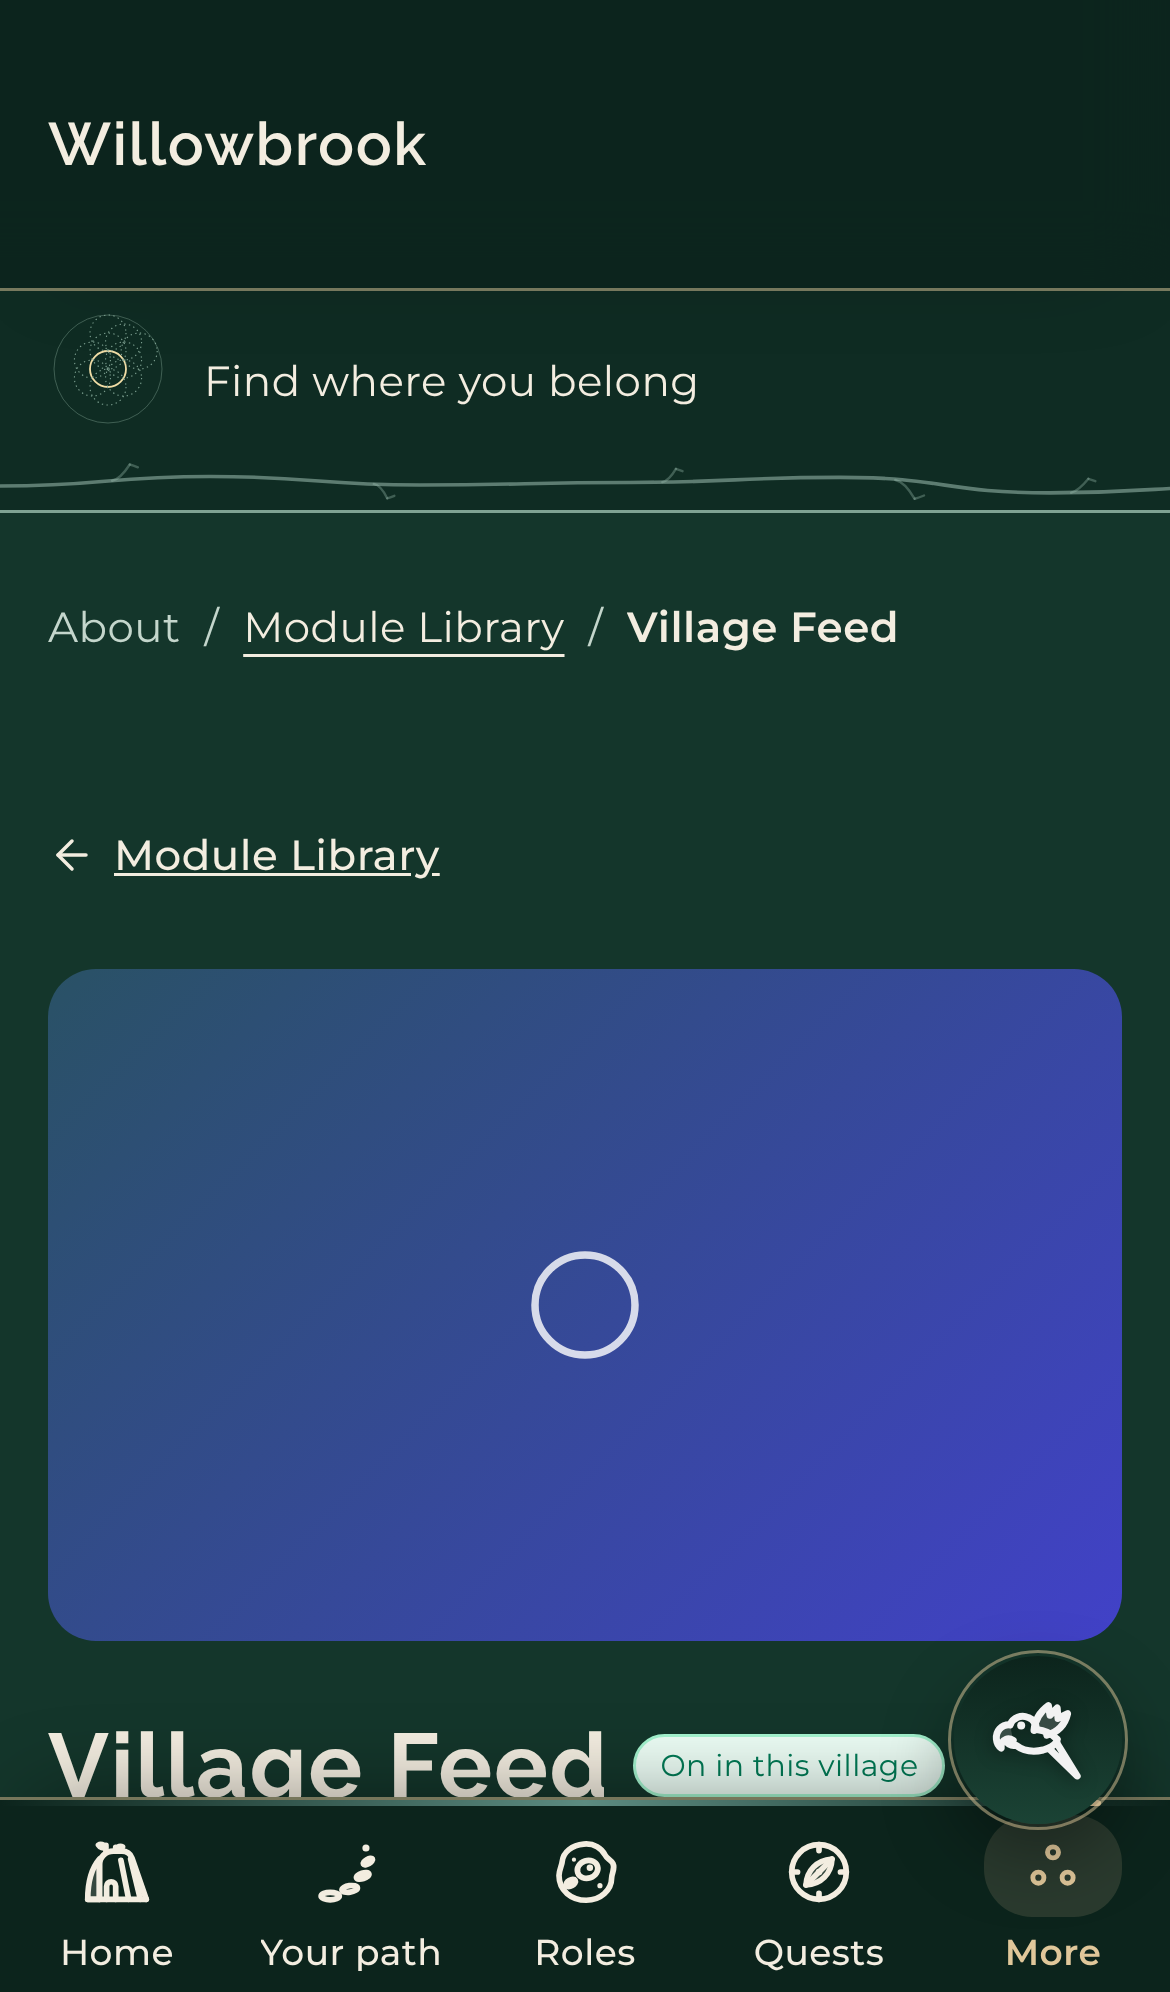 Willowbrook
Find where you belong
About / Module Library / Village Feed
← Module Library
Village Feed On in this village
Home Your path Roles Quests More